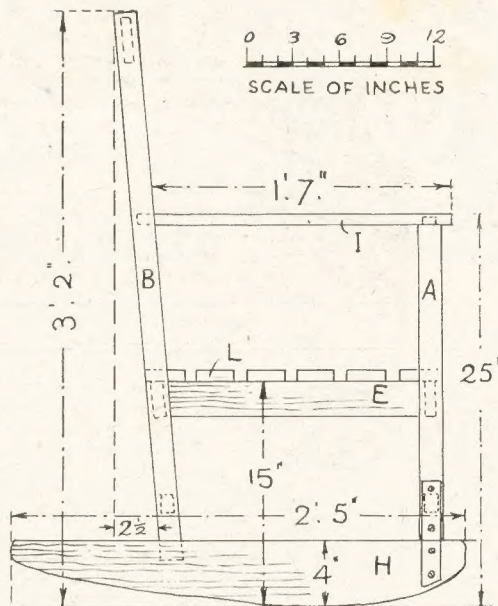 0 3 6 9 12
SCALE OF INCHES
1'.7."
I
B
A
3'.2."
L
25"
E
15"
2'.5"
2½
4"
H